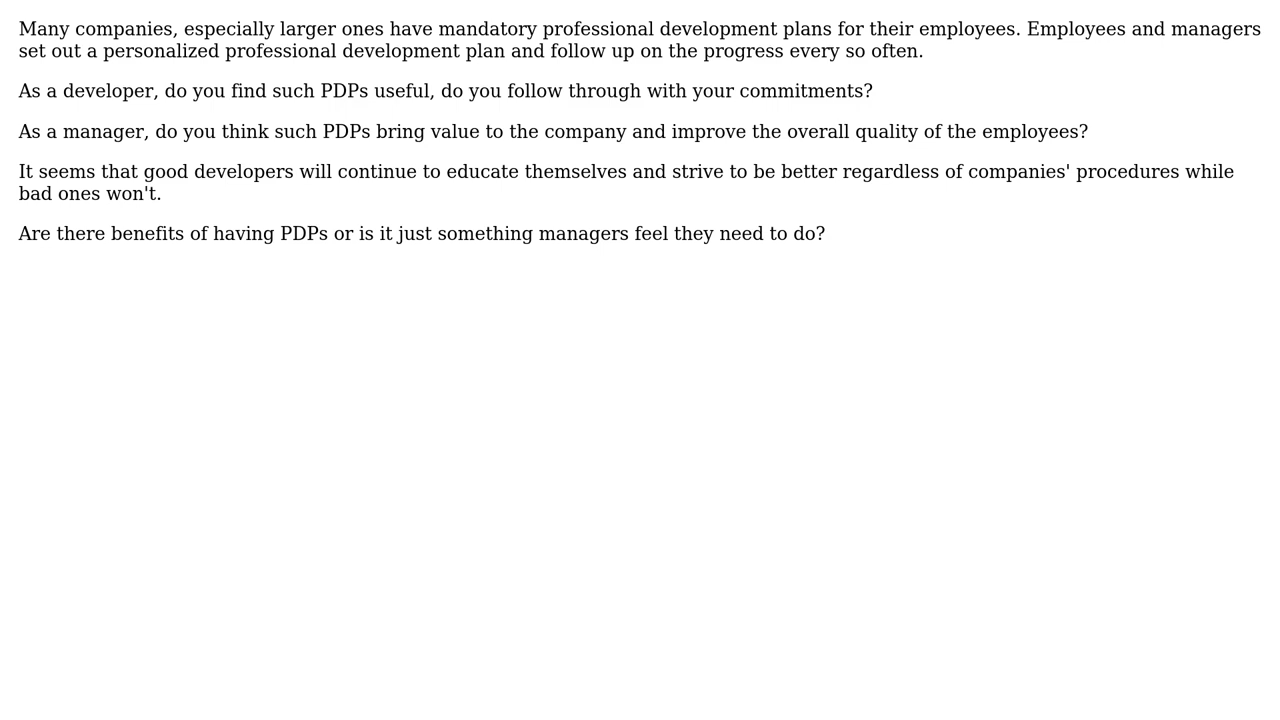 Many companies, especially larger ones have mandatory professional development plans for their employees. Employees and managers
set out a personalized professional development plan and follow up on the progress every so often.
As a developer, do you find such PDPs useful, do you follow through with your commitments?
As a manager, do you think such PDPs bring value to the company and improve the overall quality of the employees?
It seems that good developers will continue to educate themselves and strive to be better regardless of companies' procedures while
bad ones won't.
Are there benefits of having PDPs or is it just something managers feel they need to do?